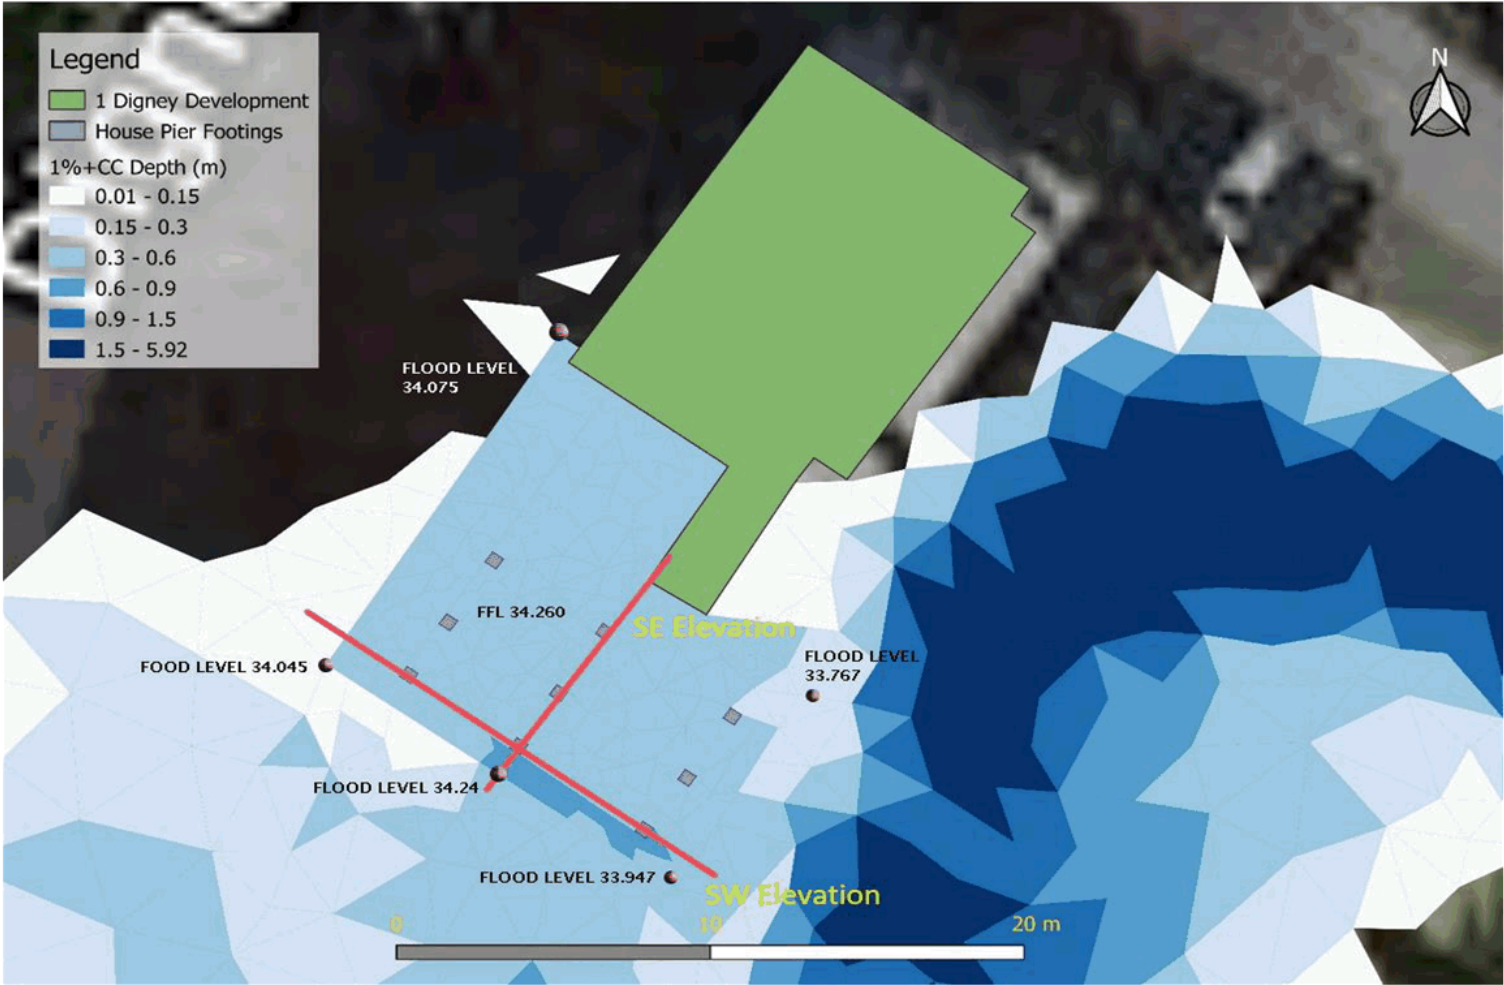 Legend
1 Digney Development
House Pier Footings
1%+CC Depth (m)
0.01 - 0.15
0.15 - 0.3
0.3 - 0.6
0.6 - 0.9
0.9 - 1.5
1.5 - 5.92
N
FLOOD LEVEL
34.075
FFL 34.260
SE Elevation
FOOD LEVEL 34.045
FLOOD LEVEL
33.767
FLOOD LEVEL 34.24
FLOOD LEVEL 33.947
SW Elevation
0
10
20 m